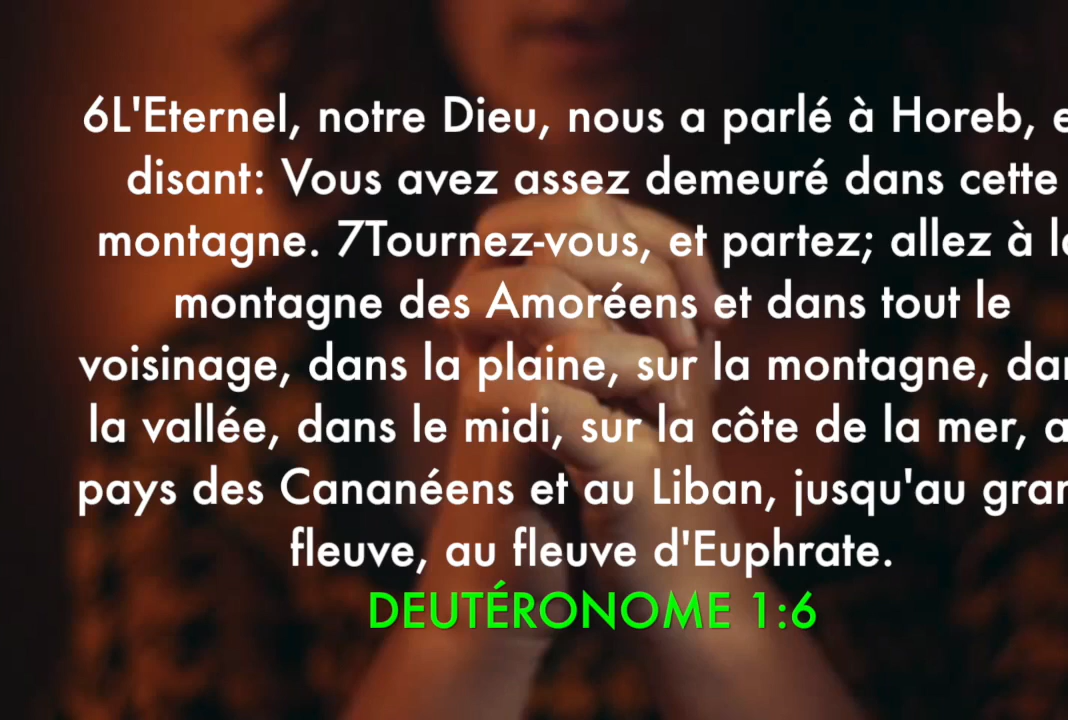 6L'Eternel, notre Dieu, nous a parlé à Horeb, e
disant: Vous avez assez demeuré dans cette
montagne. 7Tournez-vous, et partez; allez à l
montagne des Amoréens et dans tout le
voisinage, dans la plaine, sur la montagne, da
la vallée, dans le midi, sur la côte de la mer, a
pays des Cananéens et au Liban, jusqu'au gra
fleuve, au fleuve d'Euphrate.
DEUTÉRONOME 1:6